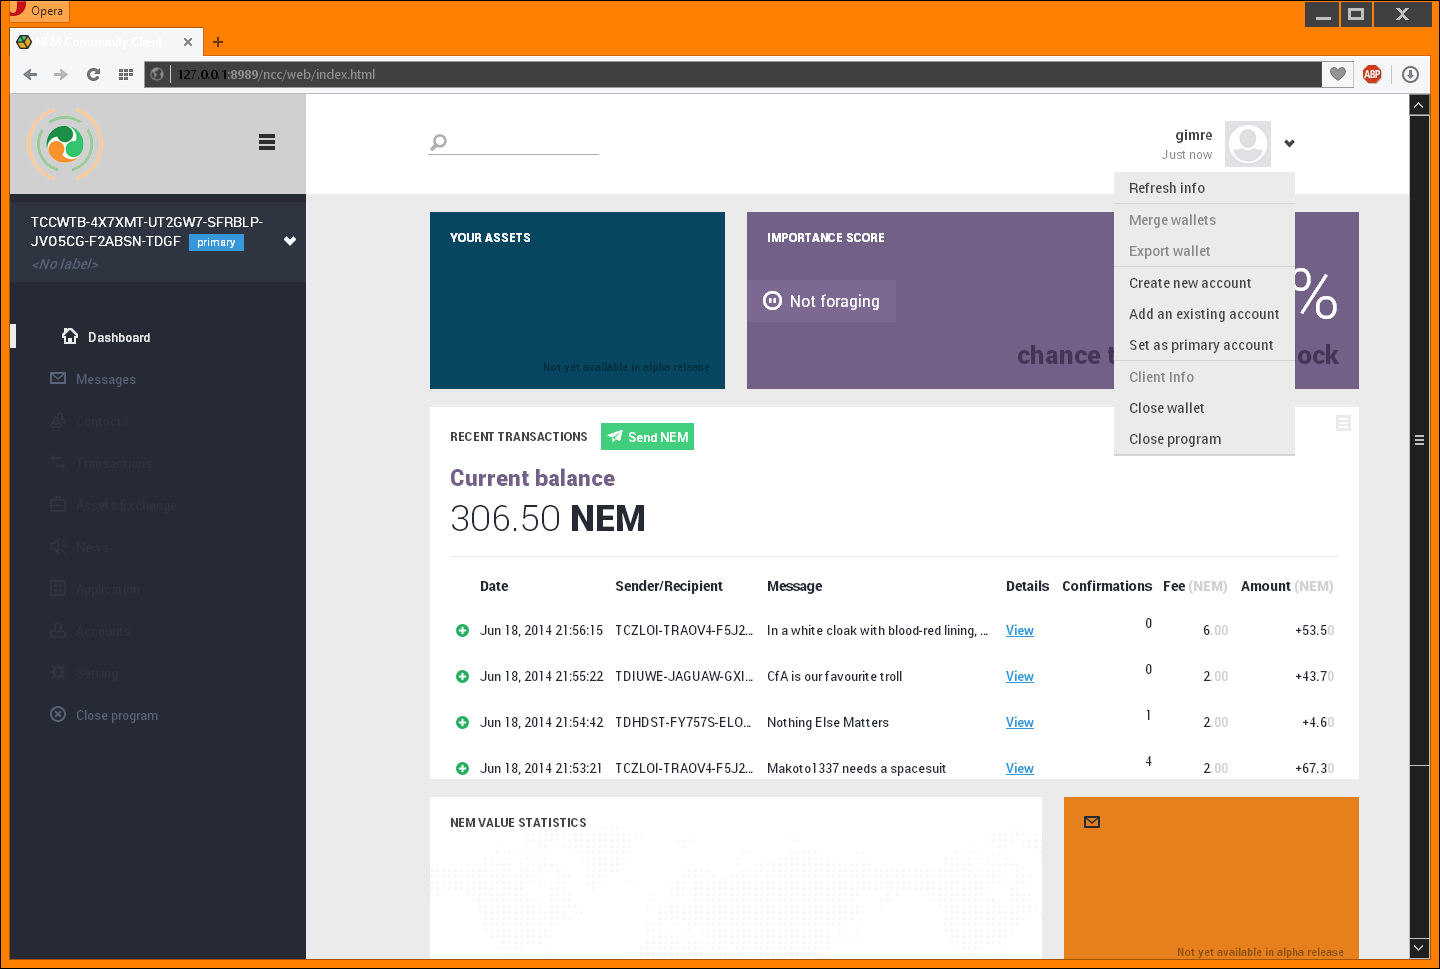 Opera
NEM Community Client
127.0.0.1:8989/ncc/web/index.html
ABP
gimre
Just now
TCCWTB-4X7XMT-UT2GW7-SFRBLP-
JVO5CG-F2ABSN-TDGF primary
<No label>
Dashboard
Messages
Contacts
Transactions
Assets Exchange
News
Application
Accounts
Setting
Close program
Refresh info
Merge wallets
Export wallet
Create new account
Add an existing account
Set as primary account
Client Info
Close wallet
Close program
YOUR ASSETS
Not yet available in alpha release
IMPORTANCE SCORE
Not foraging
%
chance t ock
RECENT TRANSACTIONS Send NEM
Current balance
306.50 NEM
Date Sender/Recipient Message Details Confirmations Fee (NEM) Amount (NEM)
Jun 18, 2014 21:56:15 TCZLOI-TRAOV4-F5J2... In a white cloak with blood-red lining, ... View 0 6.00 +53.50
Jun 18, 2014 21:55:22 TDIUWE-JAGUAW-GXI... CfA is our favourite troll View 0 2.00 +43.70
Jun 18, 2014 21:54:42 TDHDST-FY757S-ELO... Nothing Else Matters View 1 2.00 +4.60
Jun 18, 2014 21:53:21 TCZLOI-TRAOV4-F5J2... Makoto1337 needs a spacesuit View 4 2.00 +67.30
NEM VALUE STATISTICS
Not yet available in alpha release